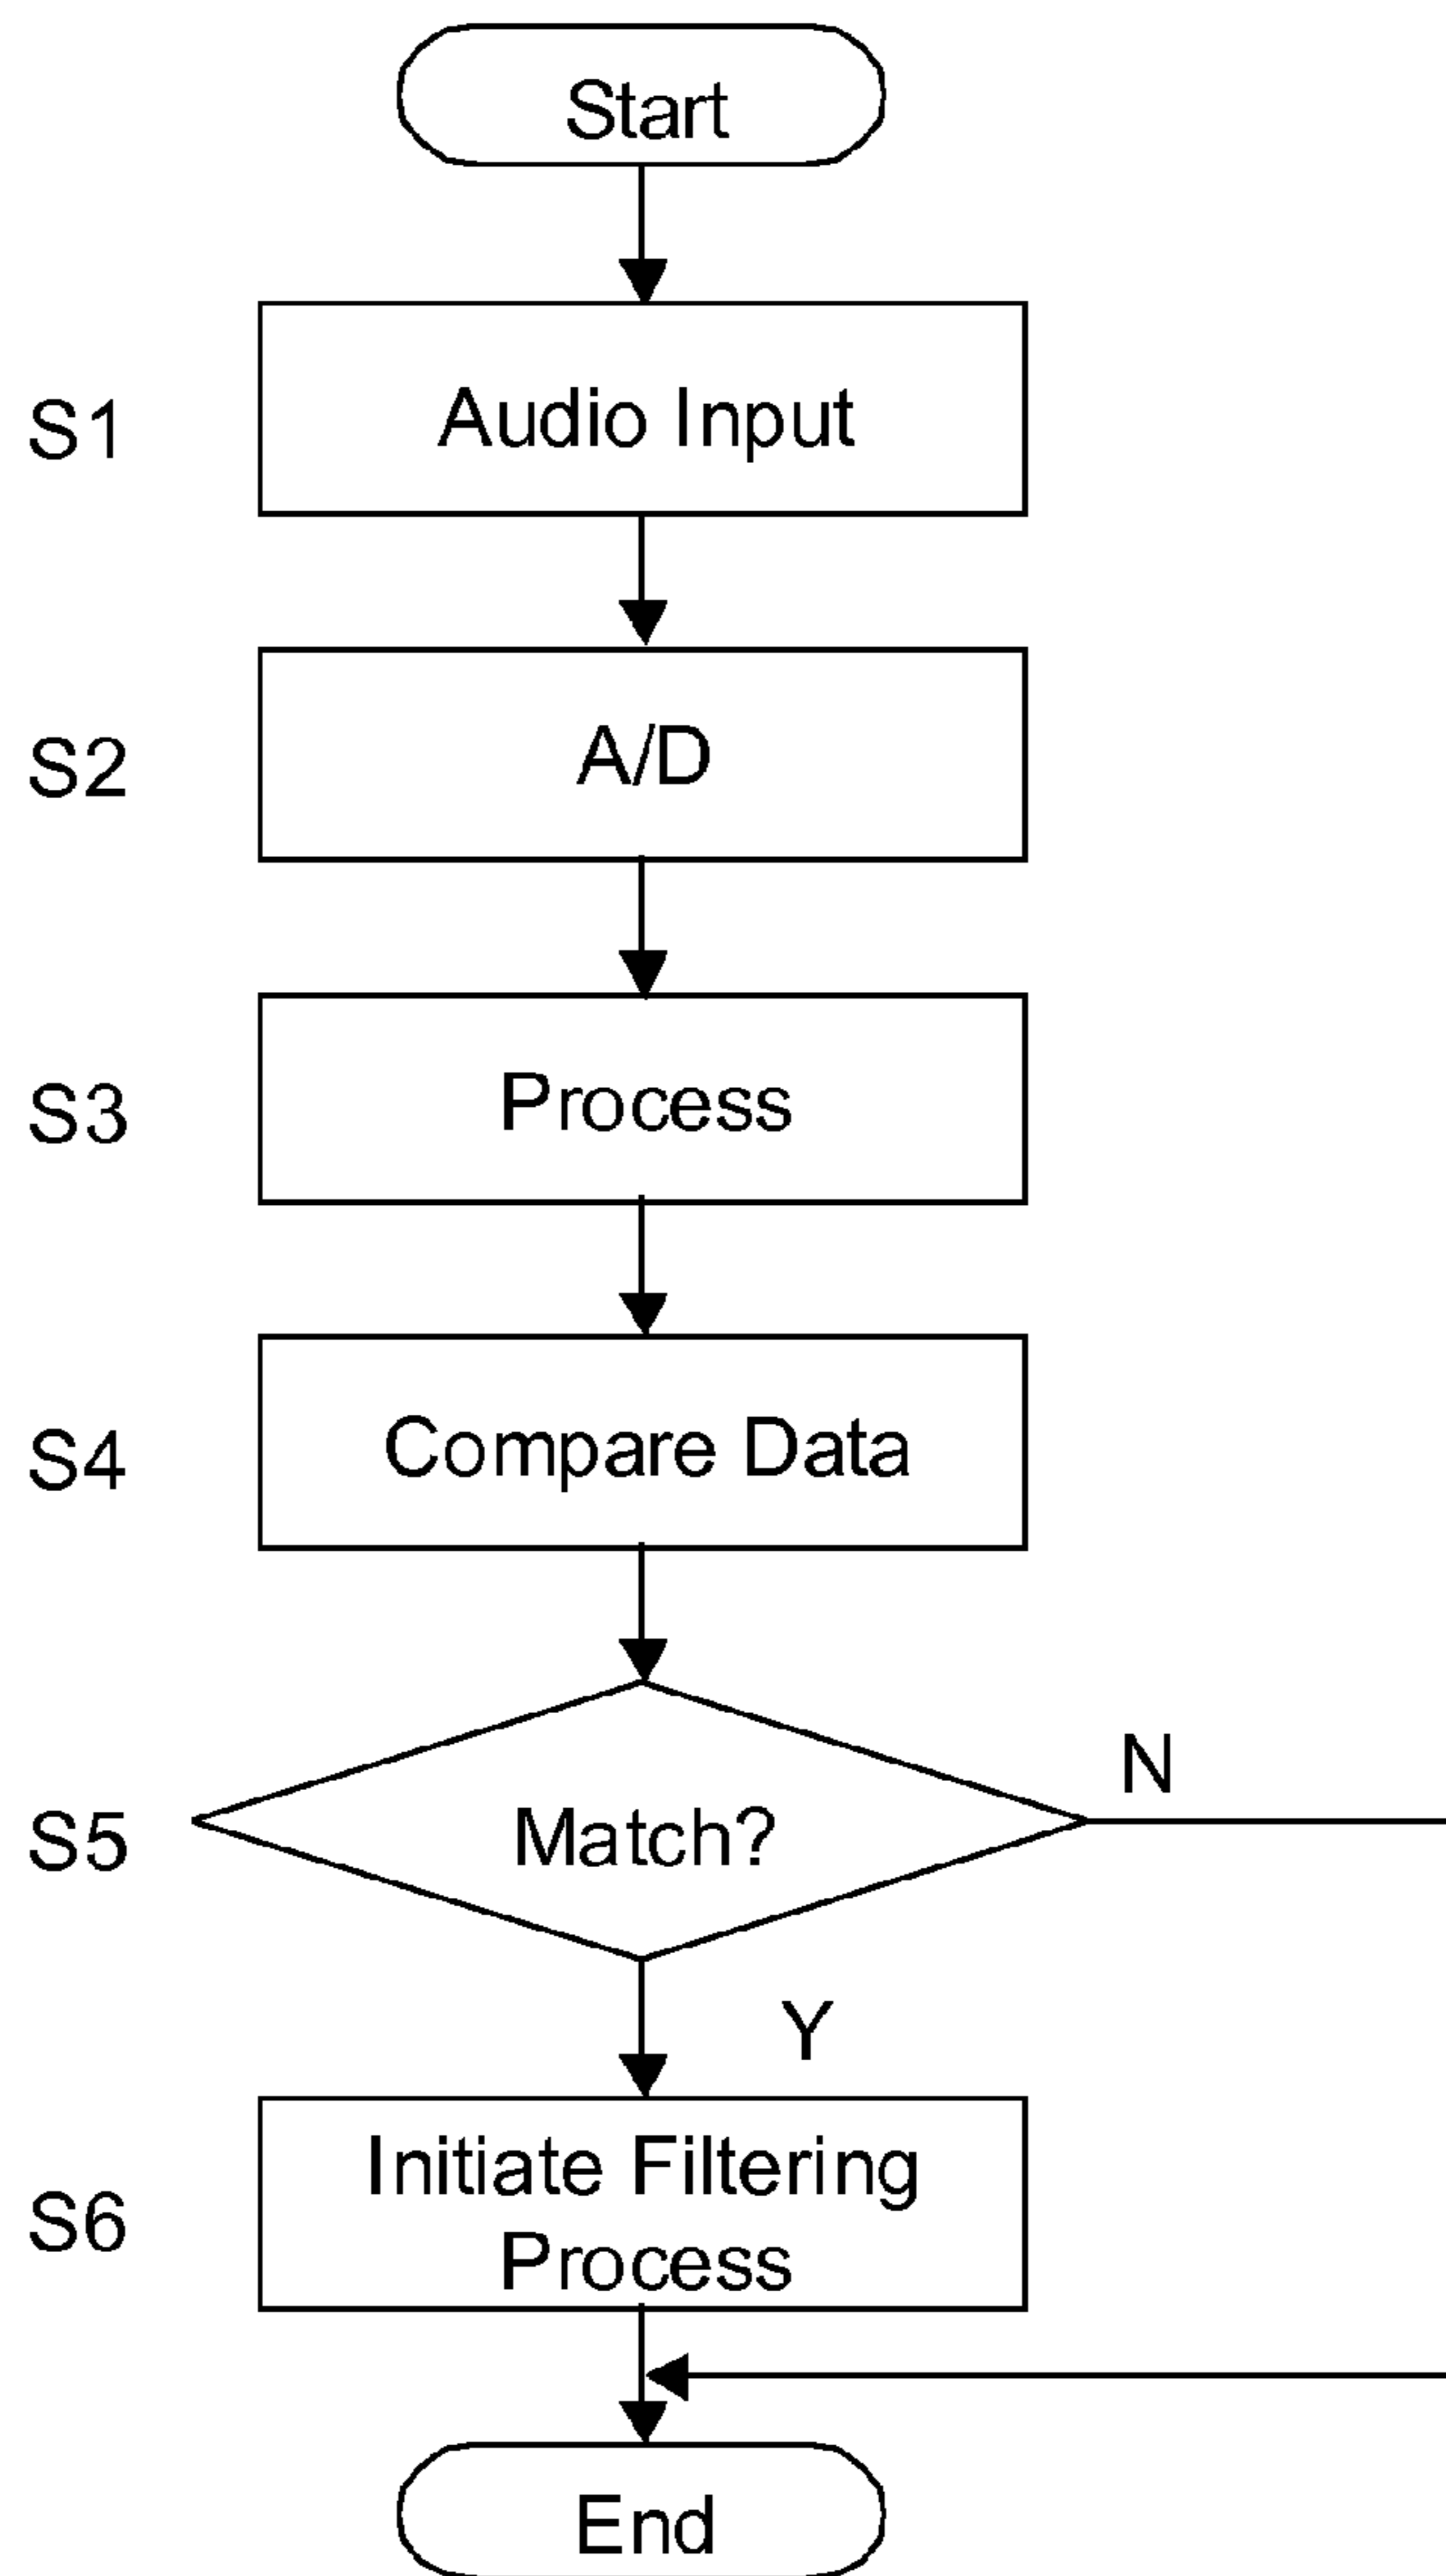 Start
S1
Audio Input
S2
A/D
S3
Process
S4
Compare Data
S5
Match?
N
Y
S6
Initiate Filtering
Process
End